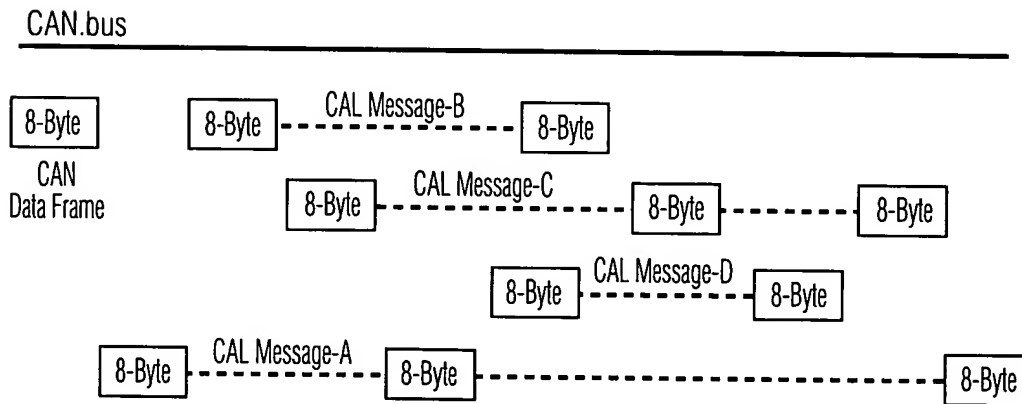 CAN.bus
8-Byte
CAN
Data Frame
8-Byte CAL Message-B 8-Byte
8-Byte CAL Message-C 8-Byte 8-Byte
8-Byte CAL Message-D 8-Byte
8-Byte CAL Message-A 8-Byte 8-Byte